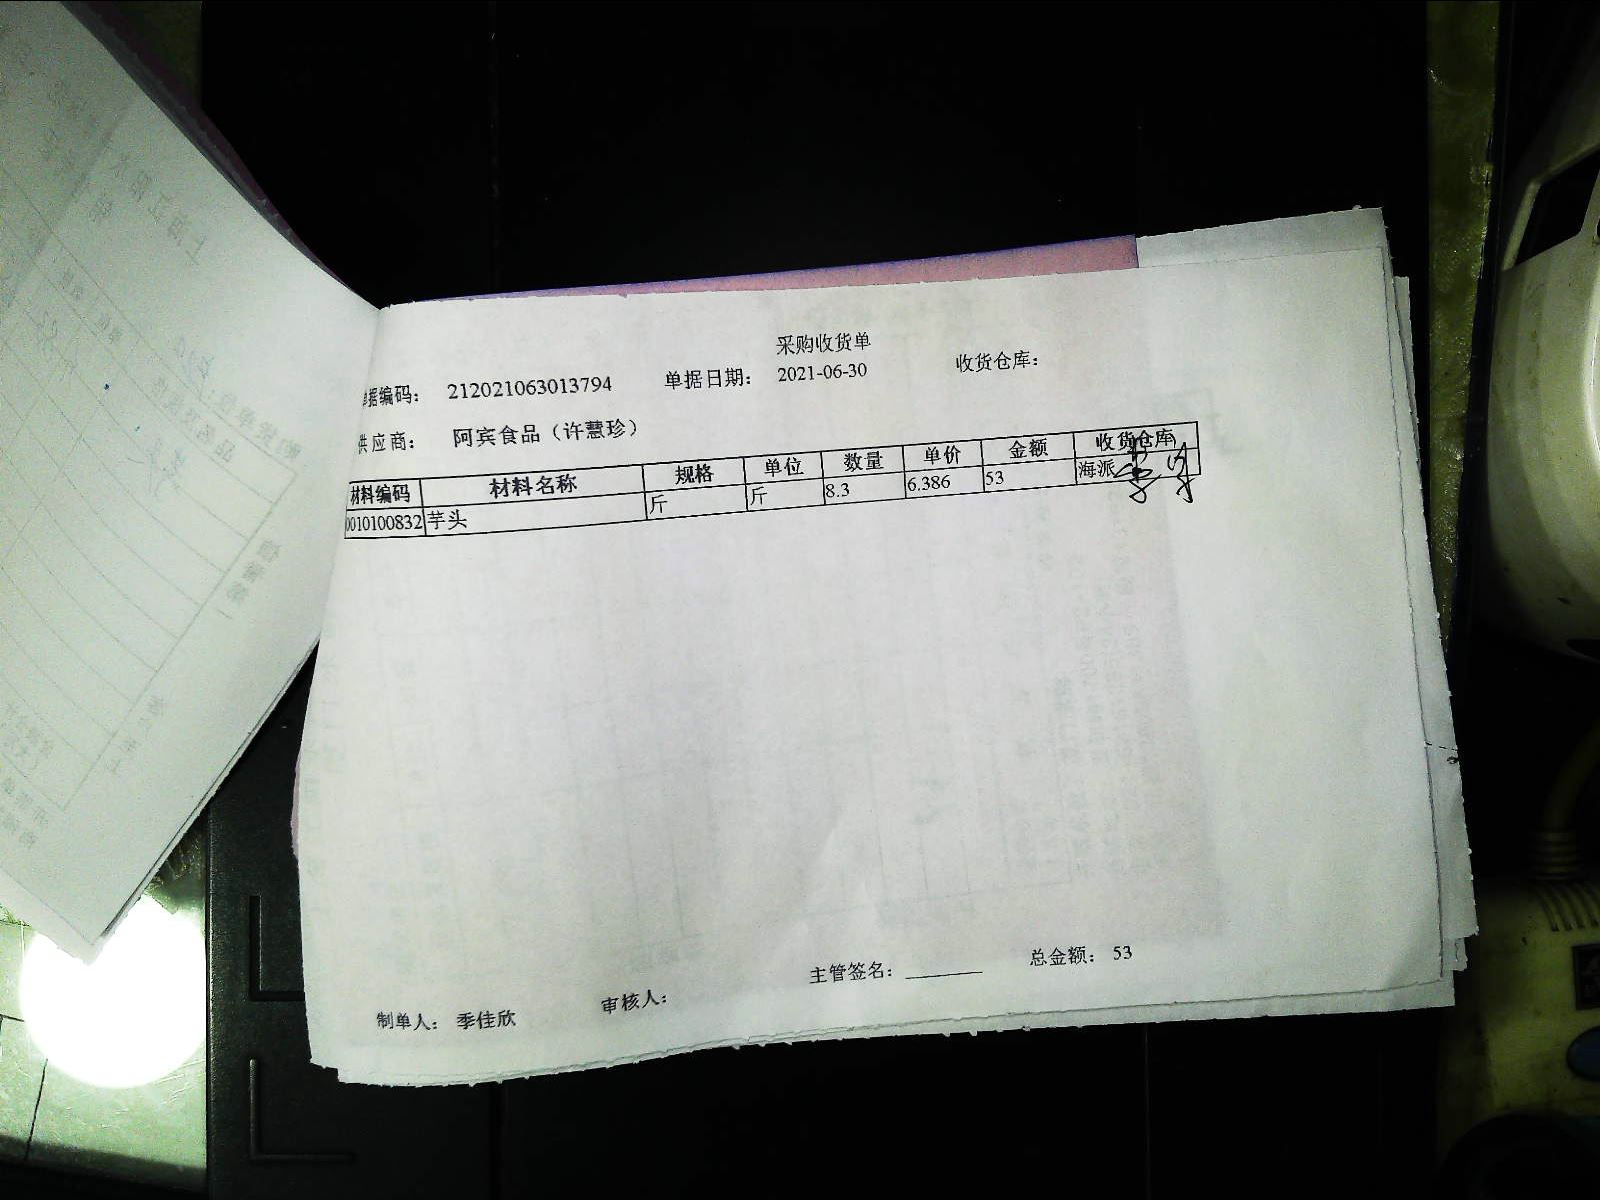 采购收货单
单据编码： 212021063013794 单据日期： 2021-06-30 收货仓库：
供应商： 阿宾食品（许慧珍）
材料编码 材料名称 规格 单位 数量 单价 金额 收货仓库
0010100832 芋头 斤 斤 8.3 6.386 53 海派
主管签名： 总金额： 53
制单人： 季佳欣 审核人：